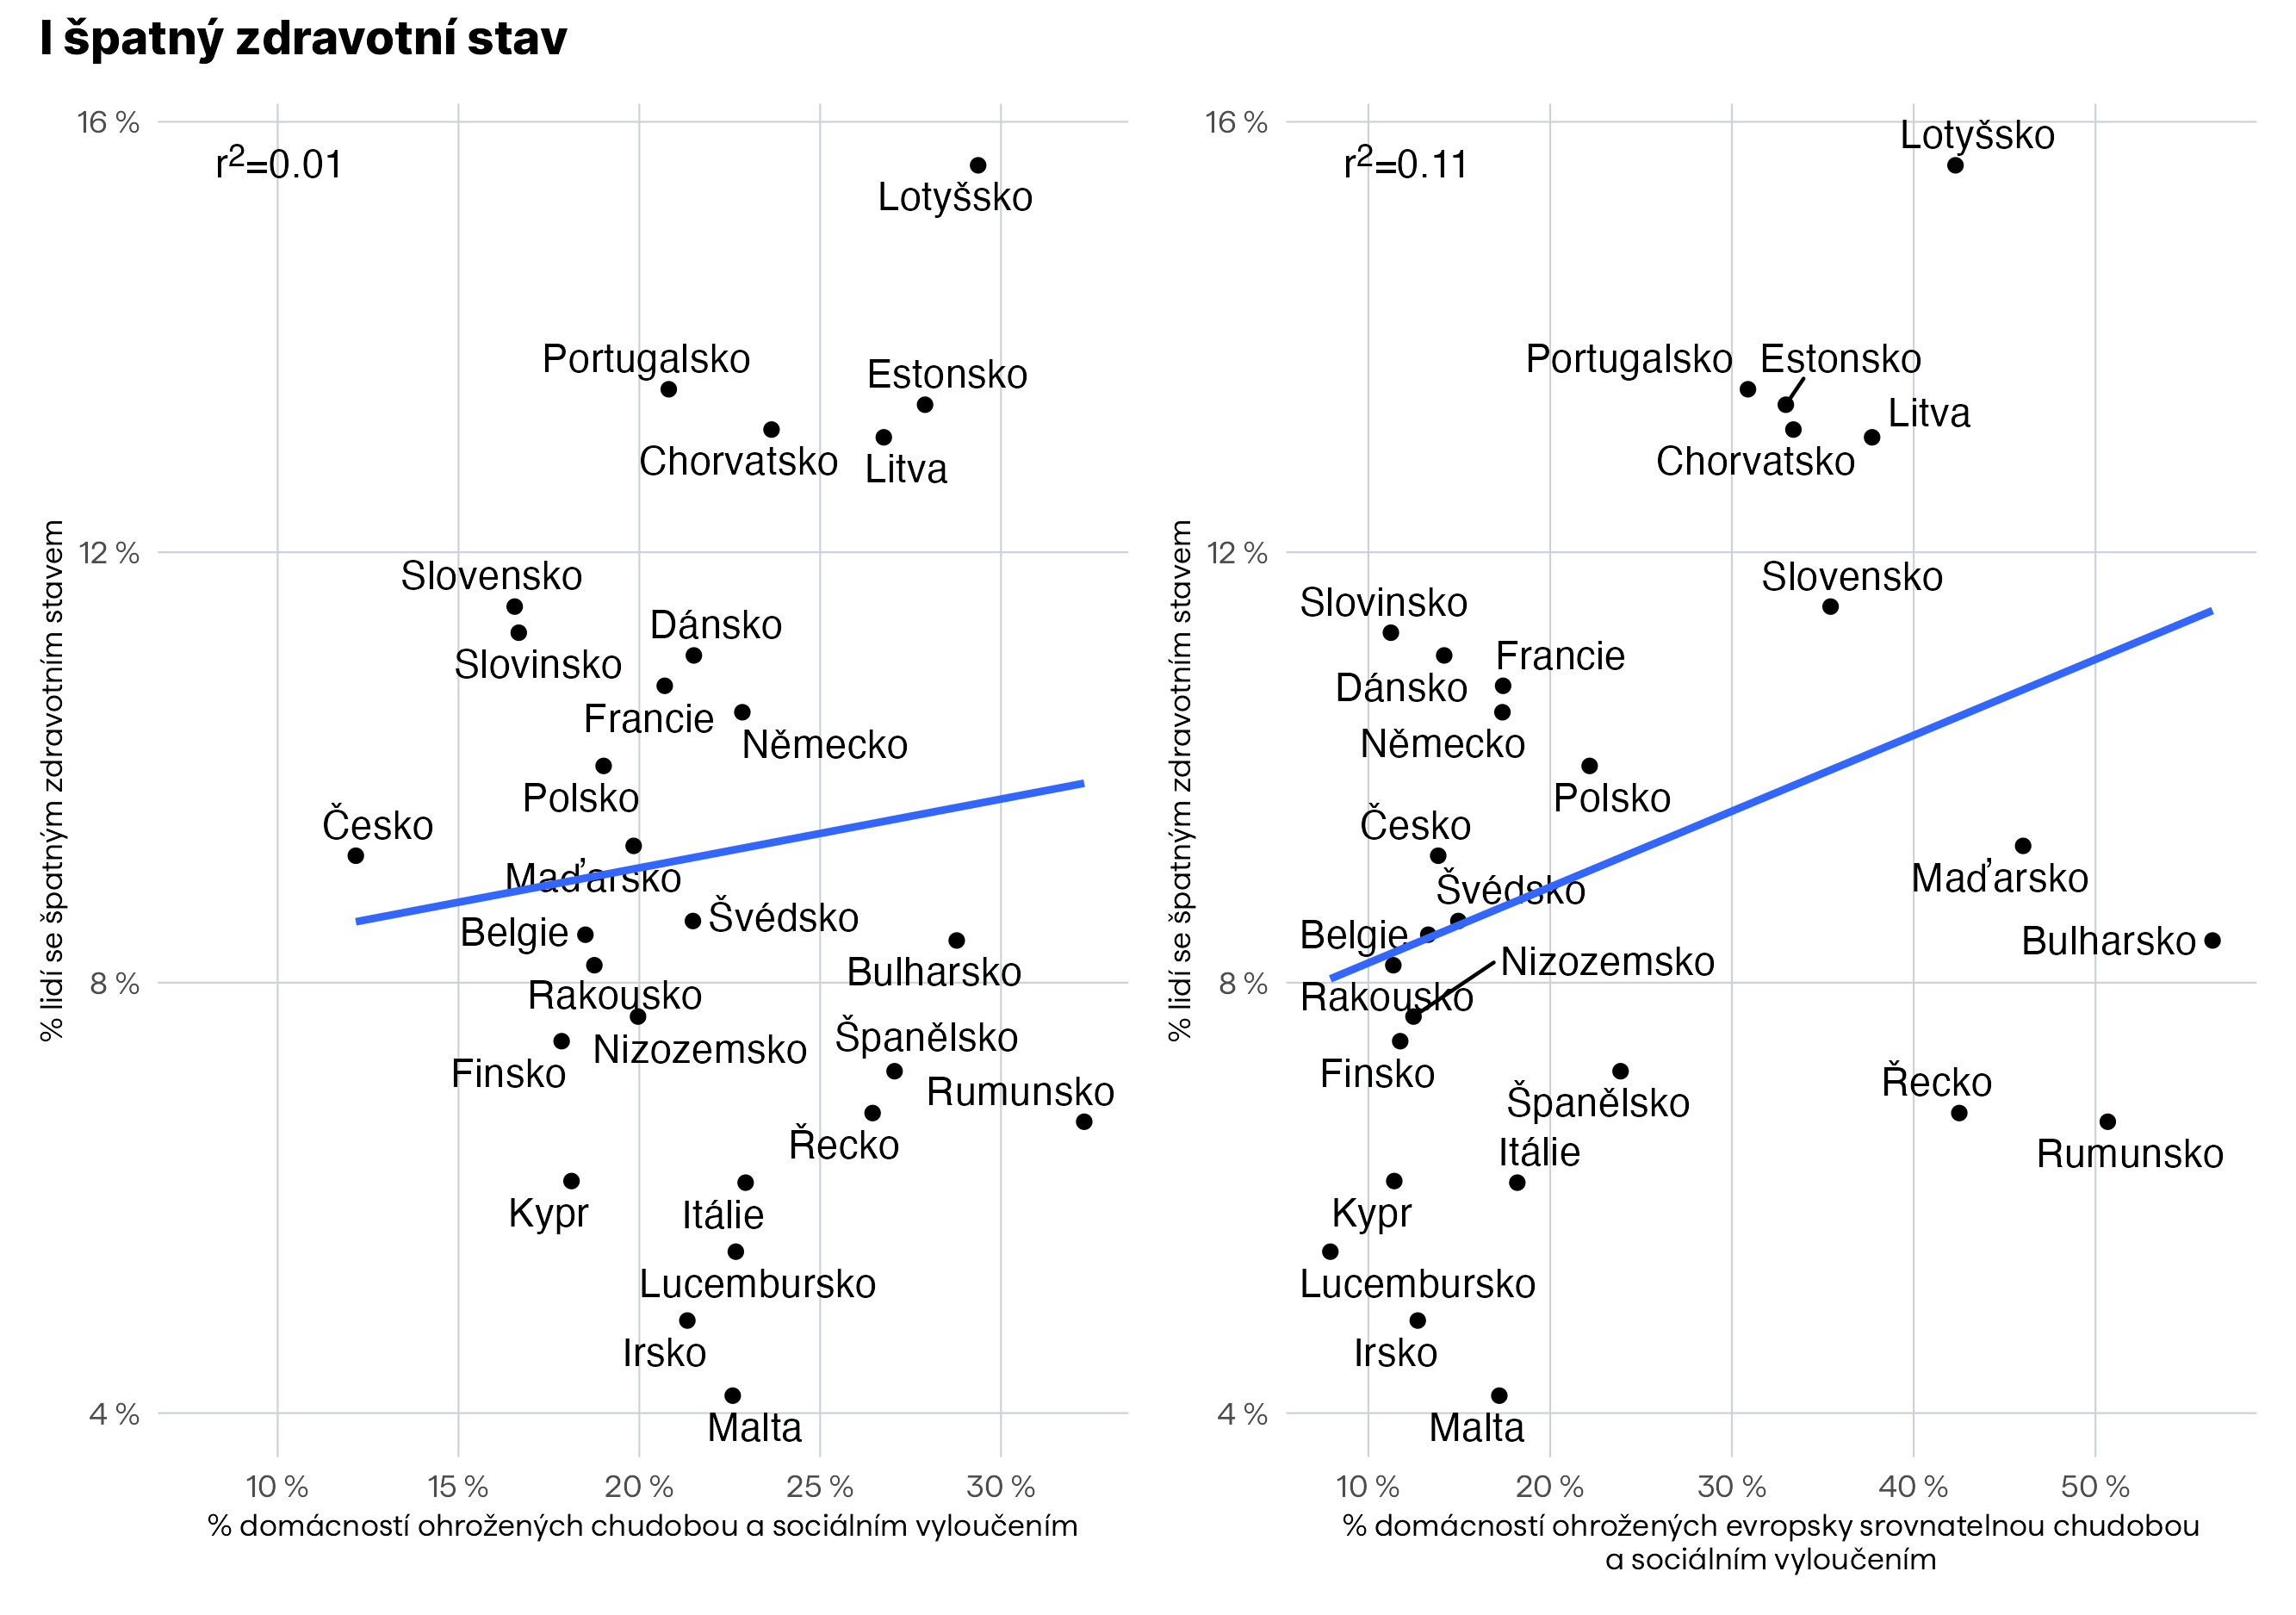 I špatný zdravotní stav
16 %
r²=0.01
Lotyšsko
Portugalsko
Estonsko
Chorvatsko
Litva
12 %
Slovensko
Dánsko
Slovinsko
Francie
Německo
Polsko
Česko
Maďarsko
Švédsko
Belgie
Bulharsko
8 %
Rakousko
Španělsko
Nizozemsko
Finsko
Rumunsko
Řecko
Kypr
Itálie
Lucembursko
Irsko
4 %
Malta
10 %
15 %
20 %
25 %
30 %
% lidí se špatným zdravotním stavem
% domácností ohrožených chudobou a sociálním vyloučením
16 %
Lotyšsko
r²=0.11
Portugalsko
Estonsko
Litva
Chorvatsko
12 %
Slovensko
Slovinsko
Francie
Dánsko
Německo
Polsko
Česko
Maďarsko
Švédsko
Belgie
Bulharsko
Nizozemsko
8 %
Rakousko
Finsko
Řecko
Španělsko
Itálie
Rumunsko
Kypr
Lucembursko
Irsko
4 %
Malta
10 %
20 %
30 %
40 %
50 %
% lidí se špatným zdravotním stavem
% domácností ohrožených evropsky srovnatelnou chudobou
a sociálním vyloučením